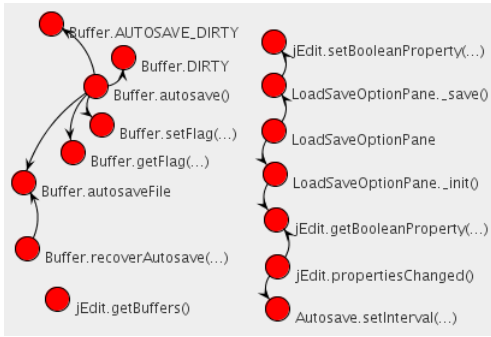 Buffer.AUTOSAVE_DIRTY
Buffer.DIRTY
Buffer.autosave()
Buffer.setFlag(...)
Buffer.getFlag(...)
Buffer.autosaveFile
Buffer.recoverAutosave(...)
jEdit.getBuffers()
jEdit.setBooleanProperty(...)
LoadSaveOptionPane._save()
LoadSaveOptionPane
LoadSaveOptionPane._init()
jEdit.getBooleanProperty(...)
jEdit.propertiesChanged()
Autosave.setInterval(...)